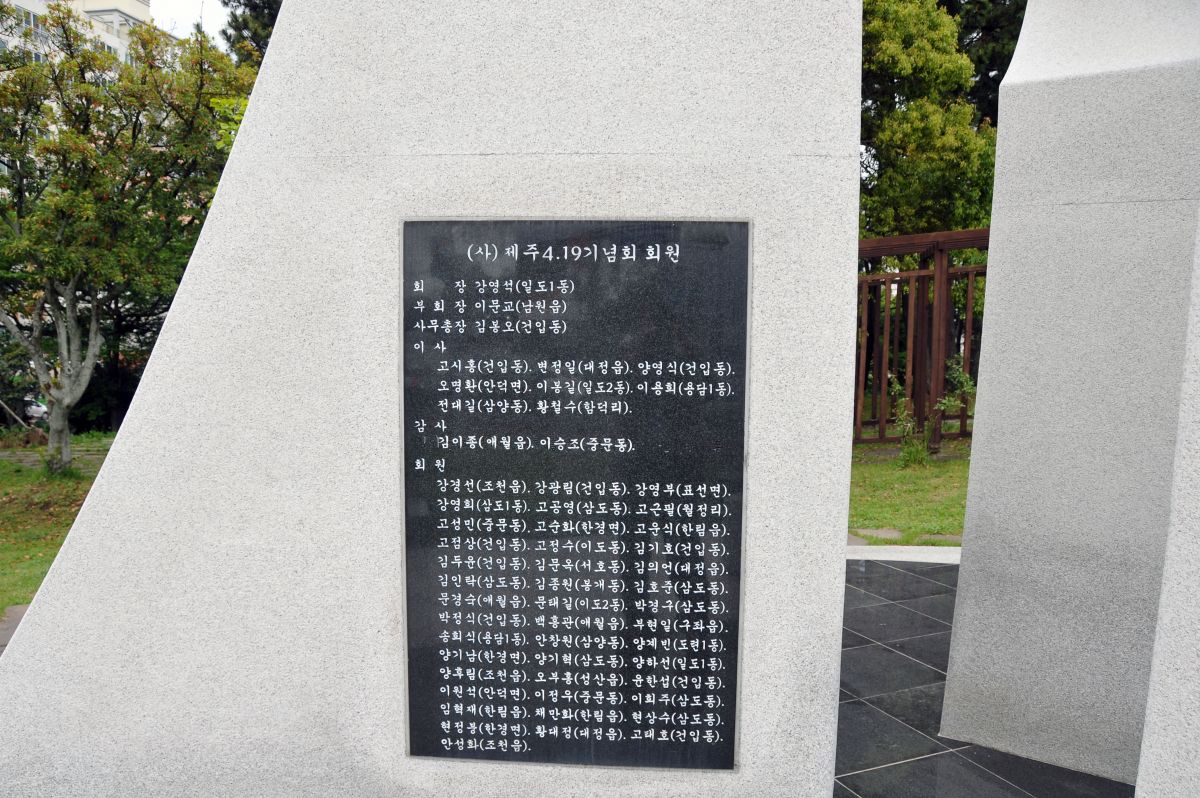 (사) 제주4.19기념회 회원
회 장 강영석(일도1동)
부 회 장 이문교(남원읍)
사무총장 김봉오(건입동)
이 사
고시홍(건입동). 변정일(대정읍). 양영식(건입동).
오명환(안덕면). 이봉길(일도2동). 이용희(용담1동).
전대길(삼양동). 황철수(함덕리).
감 사
김이종(애월읍). 이승조(중문동).
회 원
강경선(조천읍). 강광림(건입동). 강영부(표선면).
강영희(삼도1동). 고공영(삼도동). 고근필(월정리).
고성민(중문동). 고순화(한경면). 고운식(한림읍).
고점상(건입동). 고정수(이도동). 김기호(건입동).
김두윤(건입동). 김문옥(서호동). 김의언(대정읍).
김인탁(삼도동). 김종원(봉개동). 김호준(삼도동).
문경숙(애월읍). 문태길(이도2동). 박경구(삼도동).
박정식(건입동). 백흥관(애월읍). 부현일(구좌읍).
송희식(용담1동). 안창원(삼양동). 양계빈(도련1동).
양기남(한경면). 양기혁(삼도동). 양하선(일도1동).
양후림(조천읍). 오부홍(성산읍). 윤한섭(건입동).
이원석(안덕면). 이정우(중문동). 이희주(삼도동).
임혁재(한림읍). 채만화(한림읍). 현상수(삼도동).
현정봉(한경면). 황대정(대정읍). 고태호(건입동).
안성화(조천읍).